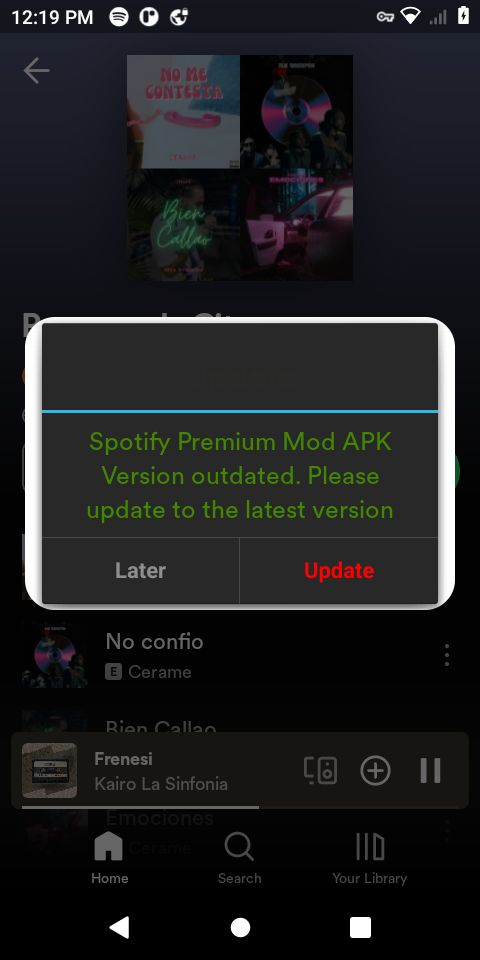 12:19 PM
NO ME
CONTESTA
Bien
Callao
EMOCIONES
Update
Spotify Premium Mod APK
Version outdated. Please
update to the latest version
Later
Update
No confio
E Cerame
Bien Callao
Frenesi
Kairo La Sinfonia
Emociones
Cerame
Home
Search
Your Library